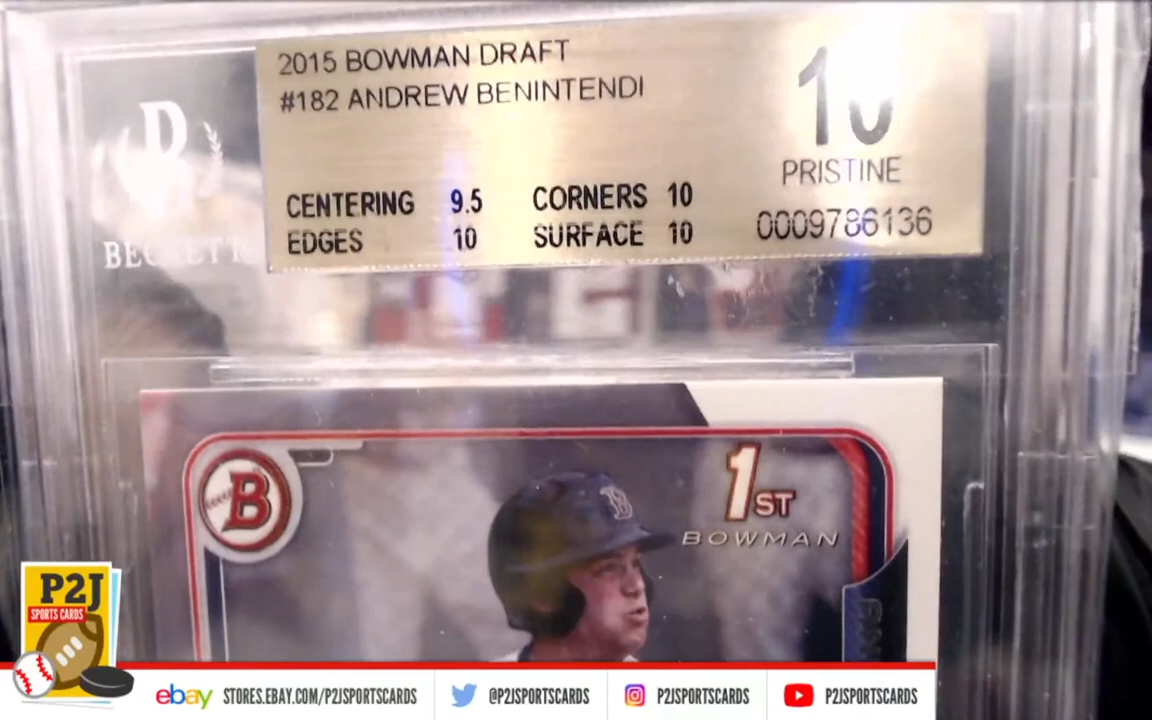 2015 BOWMAN DRAFT
#182 ANDREW BENINTENDI
10
PRISTINE
CENTERING 9.5 CORNERS 10
EDGES 10 SURFACE 10
0009786136
BECKETT
B
B
1ST
BOWMAN
P2J
SPORTS CARDS
ebay STORES.EBAY.COM/P2JSPORTSCARDS @P2JSPORTSCARDS P2JSPORTSCARDS P2JSPORTSCARDS